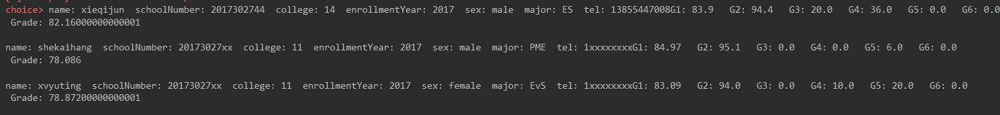 choice> name: xieqijun  schoolNumber: 2017302744  college: 14  enrollmentYear: 2017  sex: male  major: ES  tel: 13855447008G1: 83.9   G2: 94.4   G3: 20.0   G4: 36.0   G5: 0.0   G6: 0.0
 Grade: 82.16000000000001
name: shekaihang  schoolNumber: 20173027xx  college: 11  enrollmentYear: 2017  sex: male  major: PME  tel: 1xxxxxxxxG1: 84.97   G2: 95.1   G3: 0.0   G4: 0.0   G5: 6.0   G6: 0.0
 Grade: 78.086
name: xvyuting  schoolNumber: 20173027xx  college: 11  enrollmentYear: 2017  sex: female  major: EvS  tel: 1xxxxxxxxG1: 83.09   G2: 94.0   G3: 0.0   G4: 10.0   G5: 20.0   G6: 0.0
 Grade: 78.87200000000001